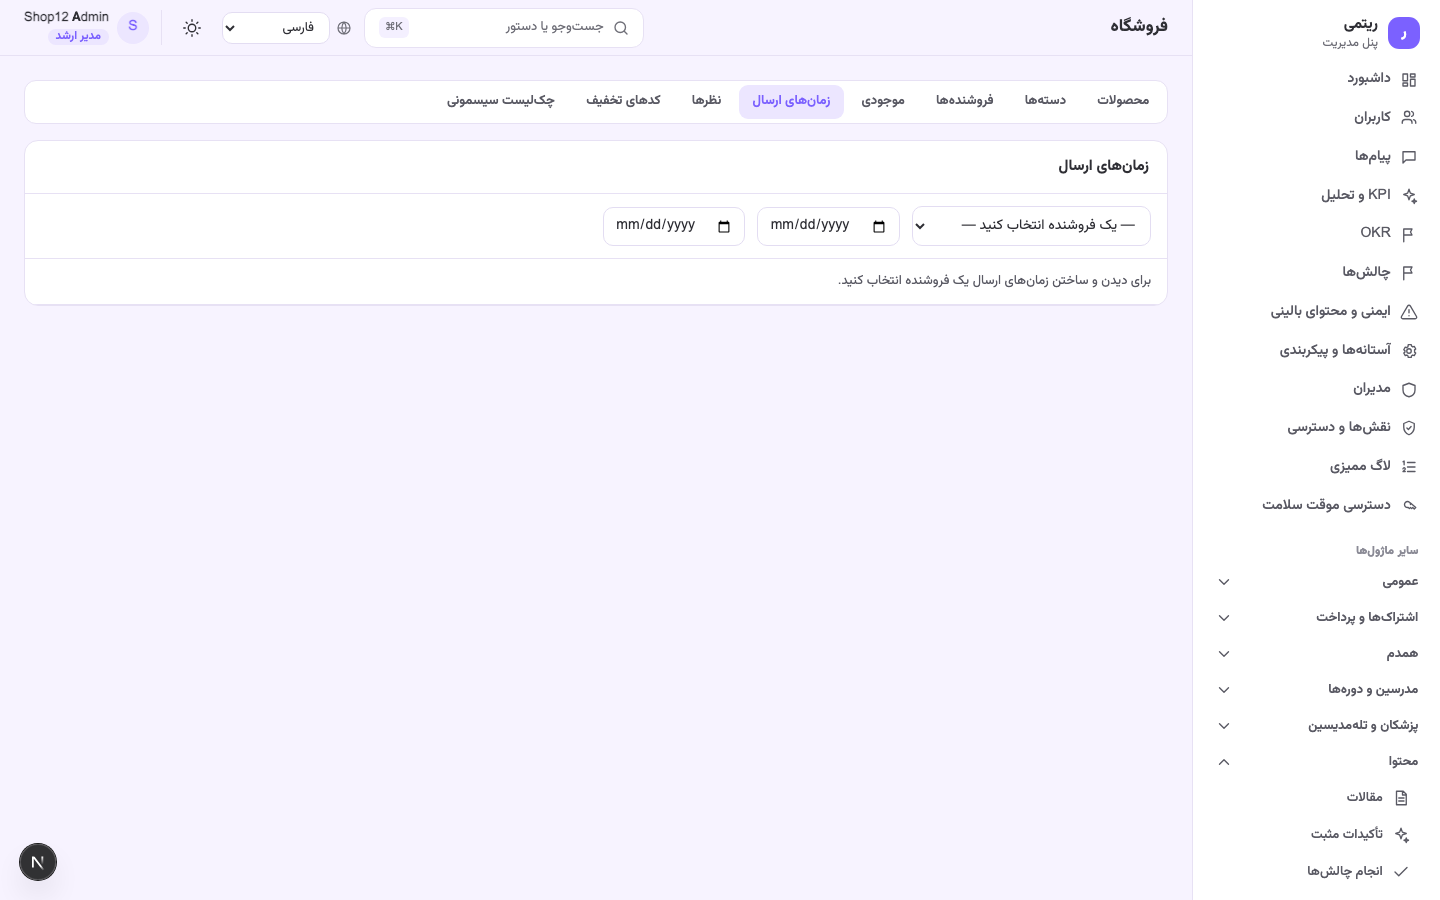 ریتمی
پنل مدیریت
ر
داشبورد
کاربران
پیام‌ها
KPI و تحلیل
OKR
چالش‌ها
ایمنی و محتوای بالینی
آستانه‌ها و پیکربندی
مدیران
نقش‌ها و دسترسی
لاگ ممیزی
دسترسی موقت سلامت
سایر ماژول‌ها
عمومی
اشتراک‌ها و پرداخت
همدم
مدرسین و دوره‌ها
پزشکان و تله‌مدیسین
محتوا
مقالات
تأکیدات مثبت
انجام چالش‌ها
فروشگاه
جست‌وجو یا دستور
⌘K
فارسی
S
Shop12 Admin
مدیر ارشد
محصولات
دسته‌ها
فروشنده‌ها
موجودی
زمان‌های ارسال
نظرها
کدهای تخفیف
چک‌لیست سیسمونی
زمان‌های ارسال
— یک فروشنده انتخاب کنید —
mm/dd/yyyy
mm/dd/yyyy
برای دیدن و ساختن زمان‌های ارسال یک فروشنده انتخاب کنید.
N